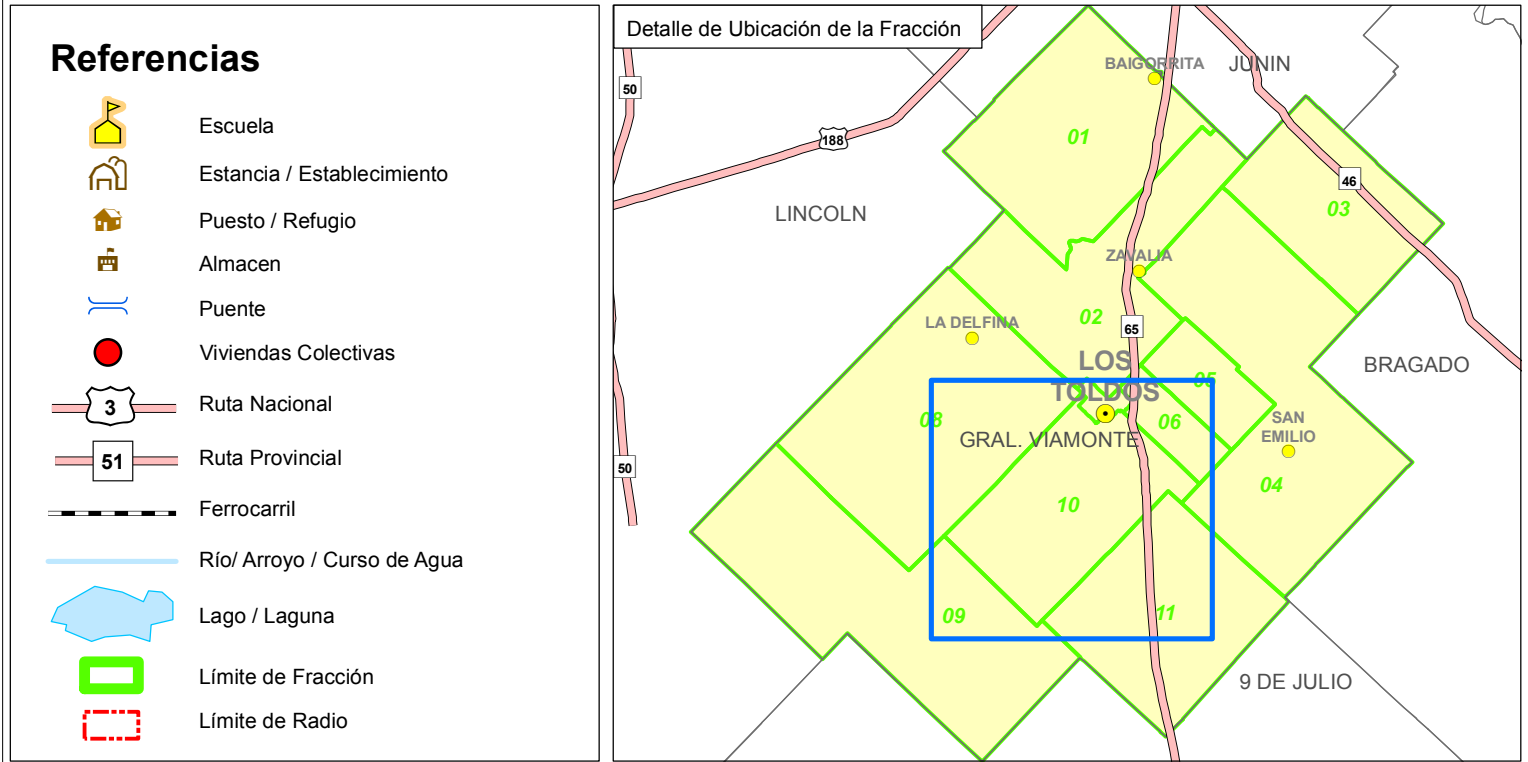 Referencias
Escuela
Estancia / Establecimiento
Puesto / Refugio
Almacen
Puente
Viviendas Colectivas
3
Ruta Nacional
51
Ruta Provincial
Ferrocarril
Río/ Arroyo / Curso de Agua
Lago / Laguna
Límite de Fracción
Límite de Radio
Detalle de Ubicación de la Fracción
BAIGORRITA
JUNIN
50
188
01
46
LINCOLN
03
ZAVALIA
02
LA DELFINA
65
LOS
TOLDOS
BRAGADO
05
08
06
SAN
EMILIO
GRAL. VIAMONTE
50
04
10
09
11
9 DE JULIO